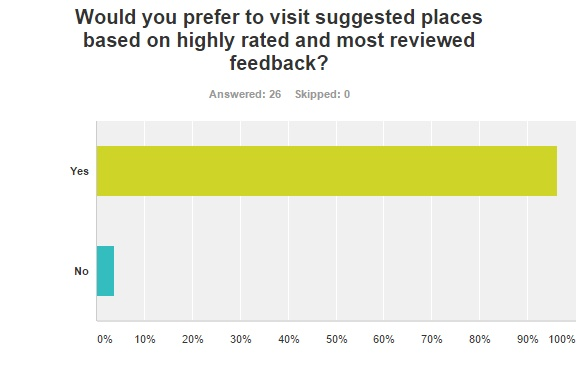 Would you prefer to visit suggested places
based on highly rated and most reviewed
feedback?
Answered: 26 Skipped: 0
Yes
No
0% 10% 20% 30% 40% 50% 60% 70% 80% 90% 100%